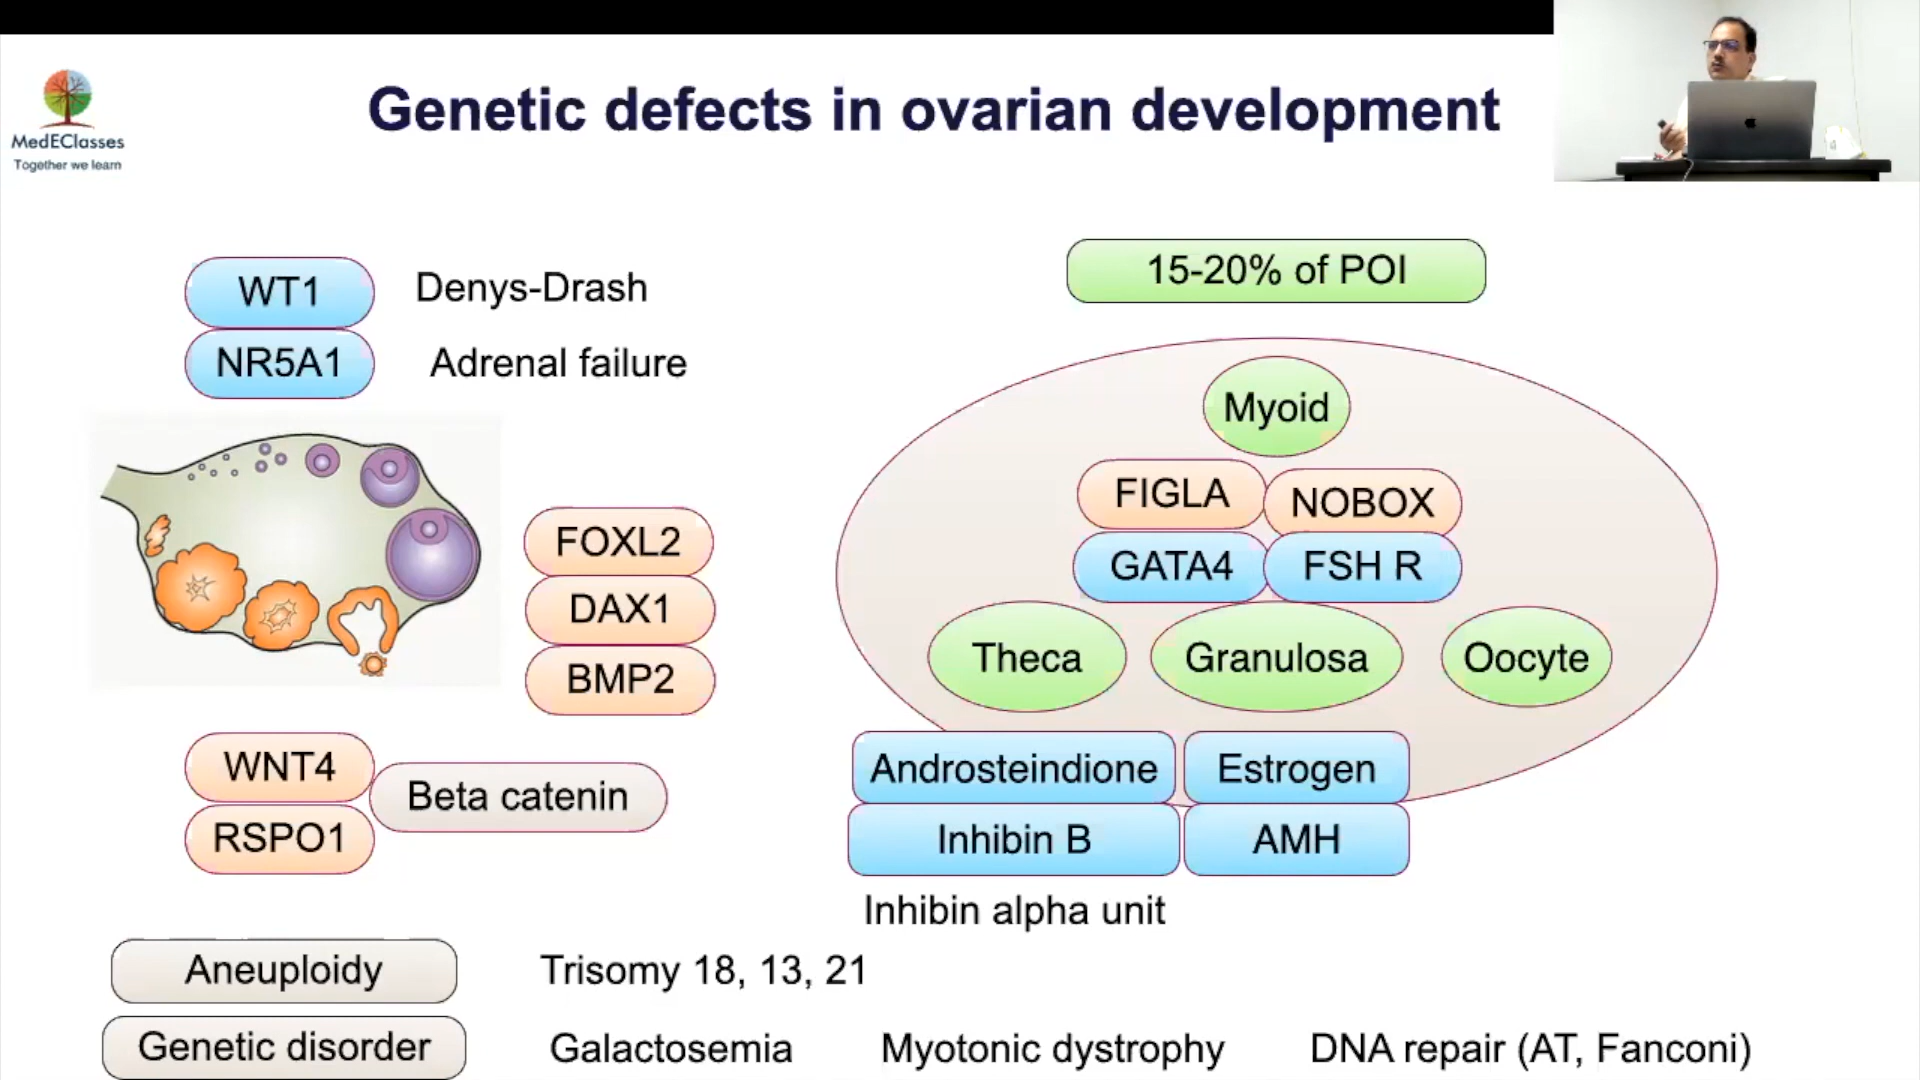 MedEClasses
Together we learn
Genetic defects in ovarian development
WT1
Denys-Drash
NR5A1
Adrenal failure
FOXL2
DAX1
BMP2
WNT4
RSPO1
Beta catenin
15-20% of POI
Myoid
FIGLA
NOBOX
GATA4
FSH R
Theca
Granulosa
Oocyte
Androsteindione
Estrogen
Inhibin B
AMH
Inhibin alpha unit
Aneuploidy
Trisomy 18, 13, 21
Genetic disorder
Galactosemia
Myotonic dystrophy
DNA repair (AT, Fanconi)